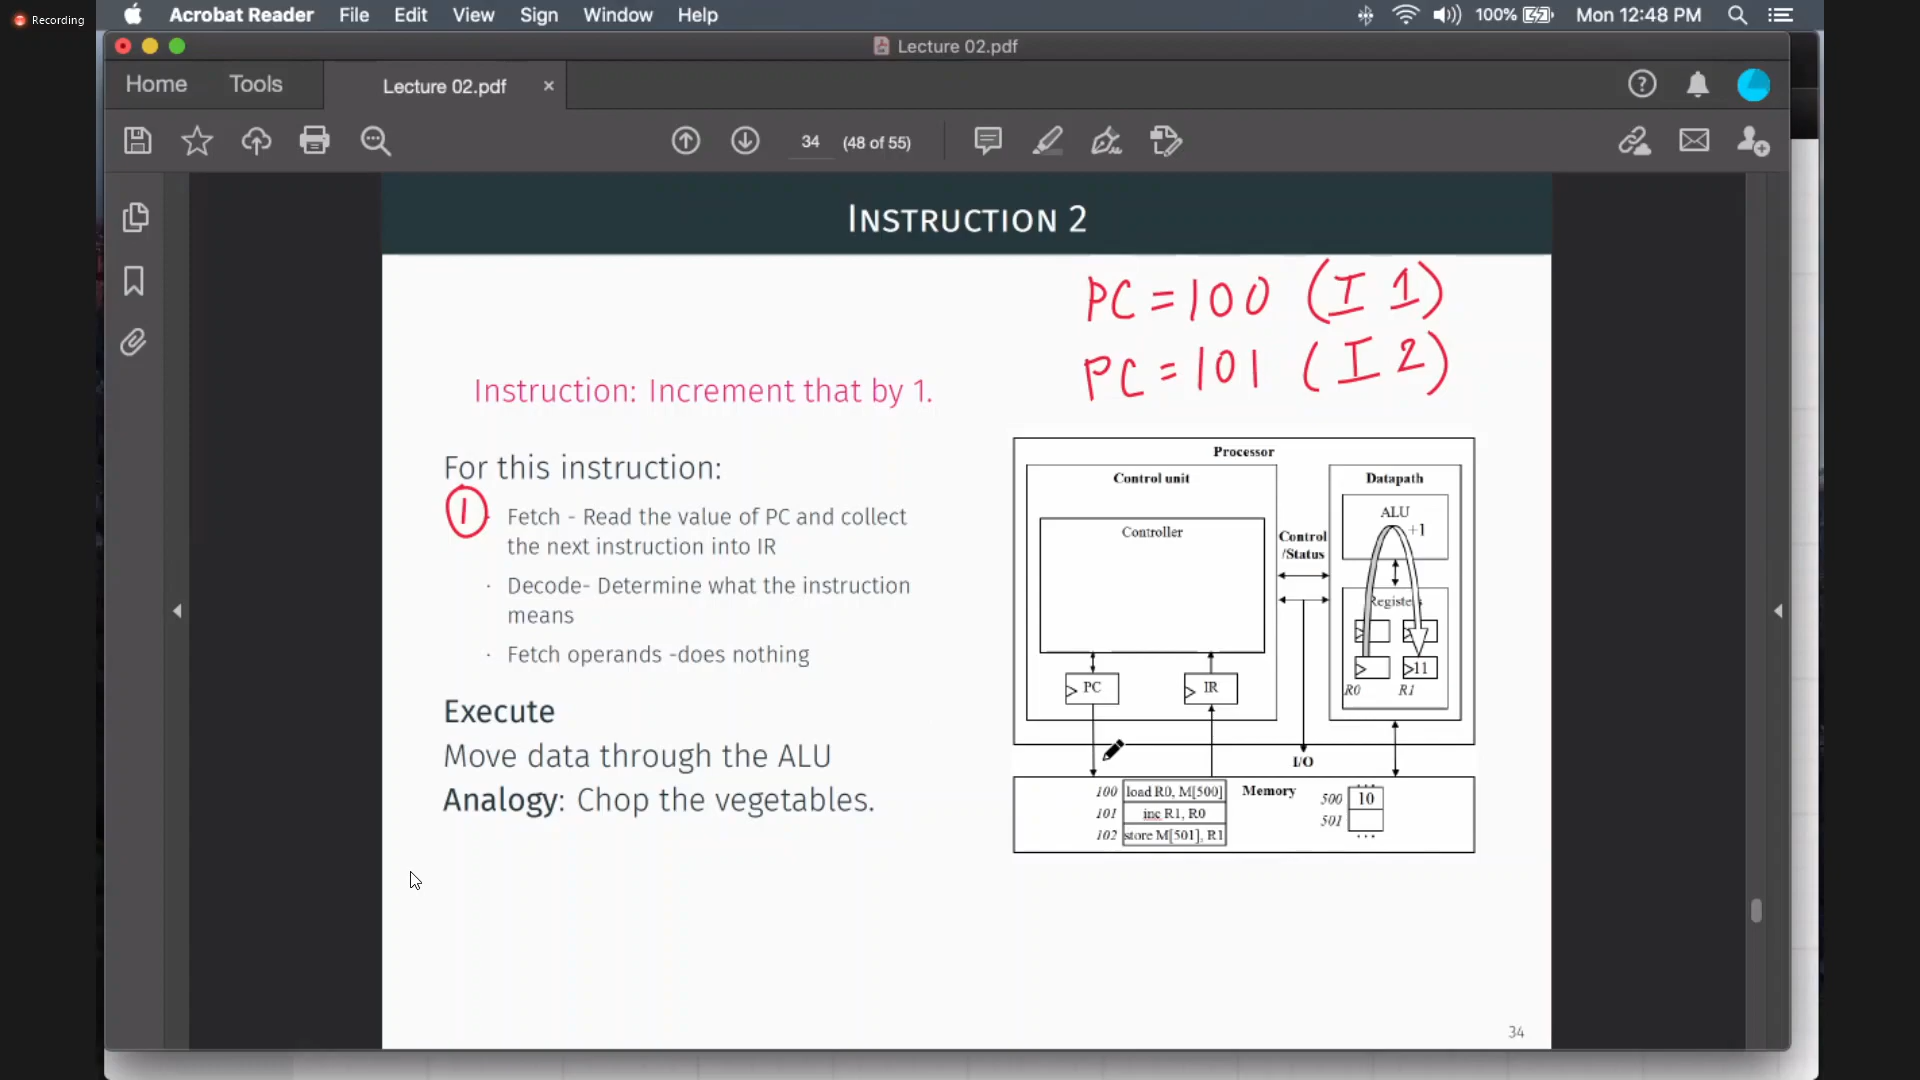 Recording
Acrobat Reader File Edit View Sign Window Help
100% Mon 12:48 PM
Lecture 02.pdf
Home Tools Lecture 02.pdf ×
34 (48 of 55)
INSTRUCTION 2
PC = 100 (I 1)
PC = 101 (I 2)
Instruction: Increment that by 1.
For this instruction:
1
· Fetch - Read the value of PC and collect
the next instruction into IR
· Decode- Determine what the instruction
means
· Fetch operands -does nothing
Execute
Move data through the ALU
Analogy: Chop the vegetables.
Processor
Control unit
Datapath
Controller
Control
/Status
ALU
+1
Registers
11
R0 R1
PC
IR
I/O
Memory
100 load R0, M[500]
101 inc R1, R0
102 store M[501], R1
...
500 10
501
...
34